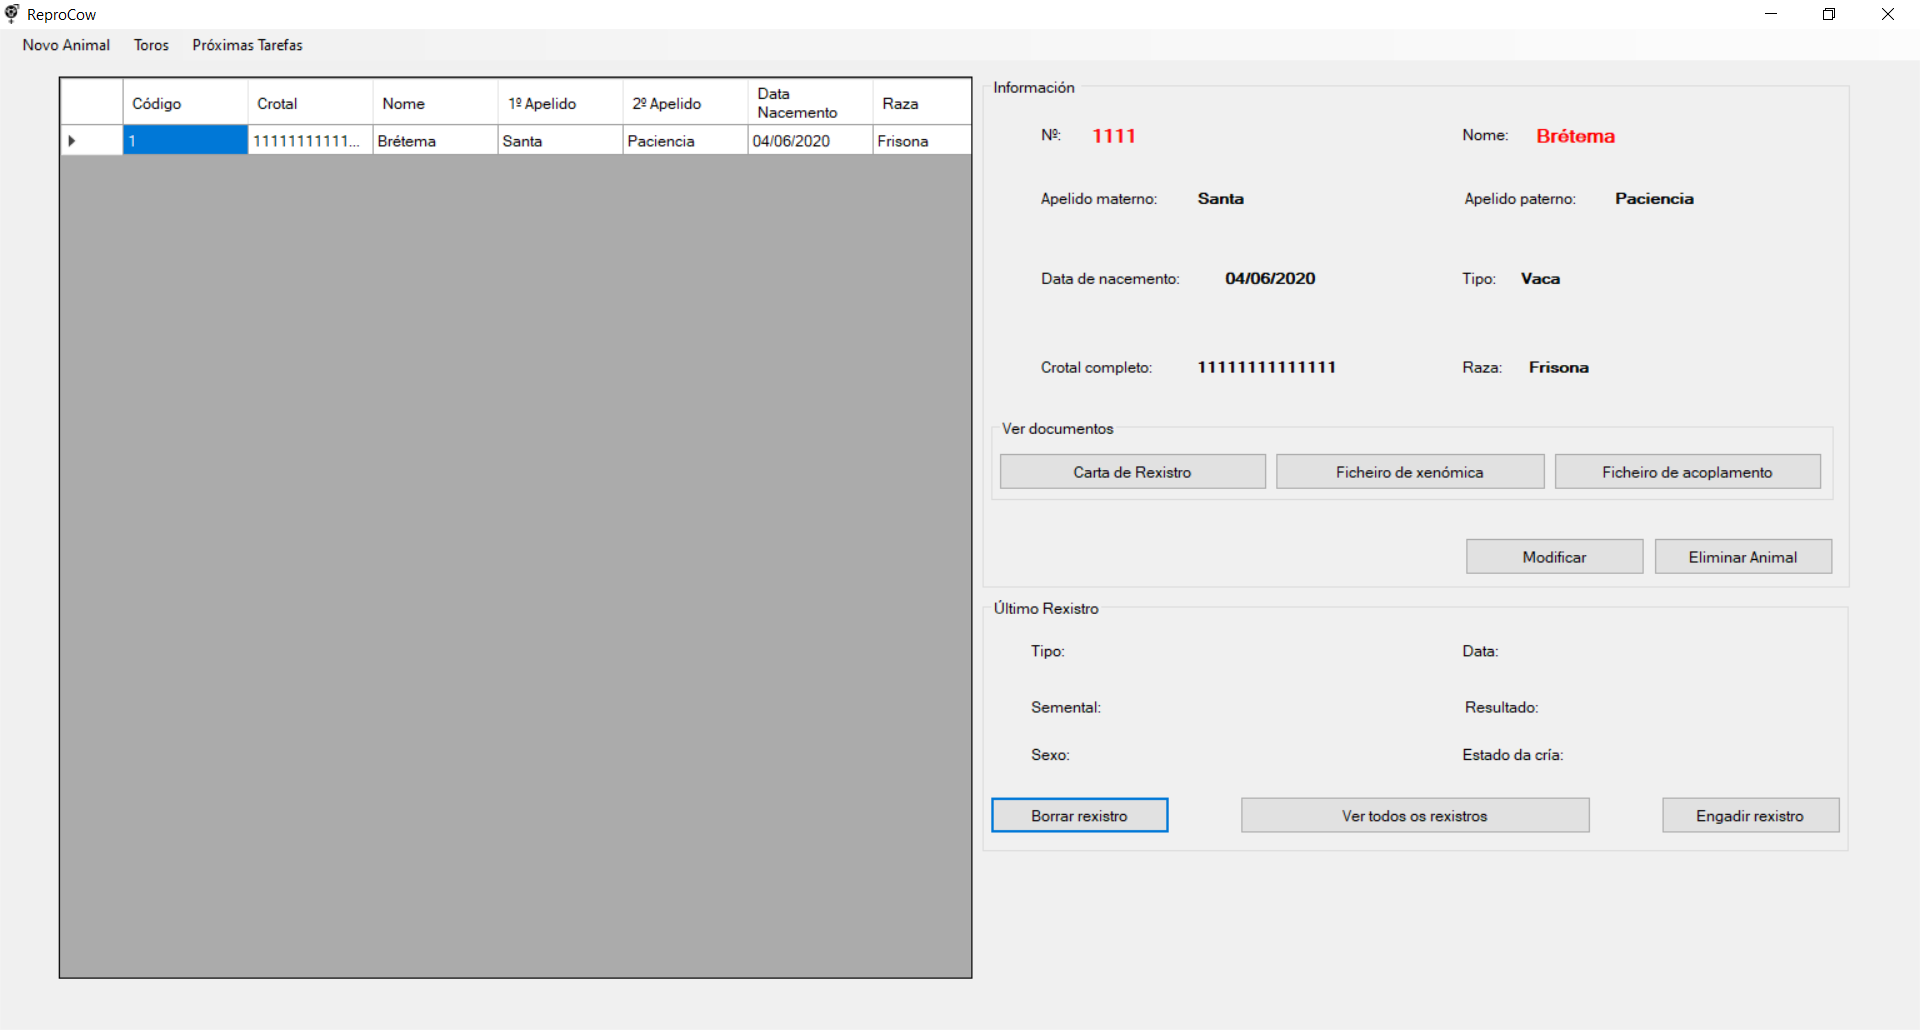 ReproCow
Novo Animal Toros Próximas Tarefas
Código Crotal Nome 1º Apelido 2º Apelido Data Nacemento Raza
1 11111111111... Brétema Santa Paciencia 04/06/2020 Frisona
Información
Nº: 1111 Nome: Brétema
Apelido materno: Santa Apelido paterno: Paciencia
Data de nacemento: 04/06/2020 Tipo: Vaca
Crotal completo: 11111111111111 Raza: Frisona
Ver documentos
Carta de Rexistro Ficheiro de xenómica Ficheiro de acoplamento
Modificar Eliminar Animal
Último Rexistro
Tipo: Data:
Semental: Resultado:
Sexo: Estado da cría:
Borrar rexistro Ver todos os rexistros Engadir rexistro